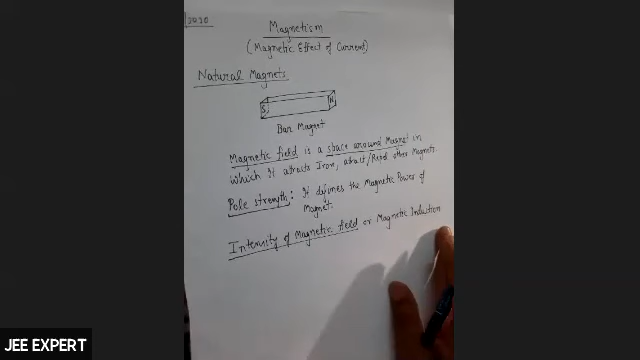 2020
Magnetism
(Magnetic Effect of Current)
Natural Magnets
S N
Bar Magnet
Magnetic field is a space around Magnet in
which it attracts Iron, attract/Repel other Magnets.
Pole strength: It defines the Magnetic Power of
Magnet.
Intensity of Magnetic field or Magnetic Induction
JEE EXPERT